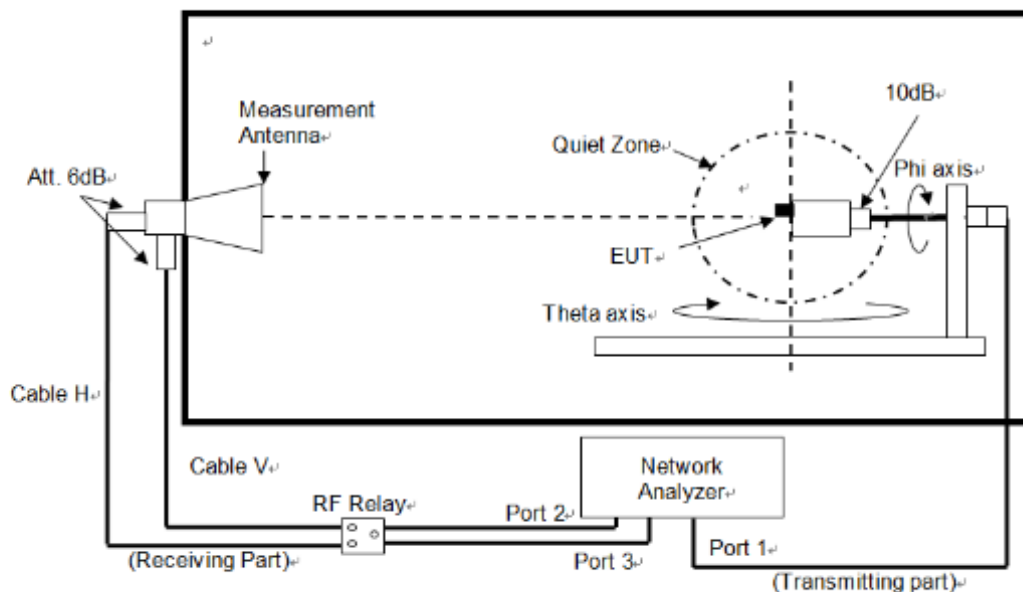 10dB
Measurement
Antenna
Quiet Zone
Phi axis
Att. 6dB
EUT
Theta axis
Cable H
Cable V
Network
Analyzer
RF Relay
Port 2
(Receiving Part)
Port 3
Port 1
(Transmitting part)